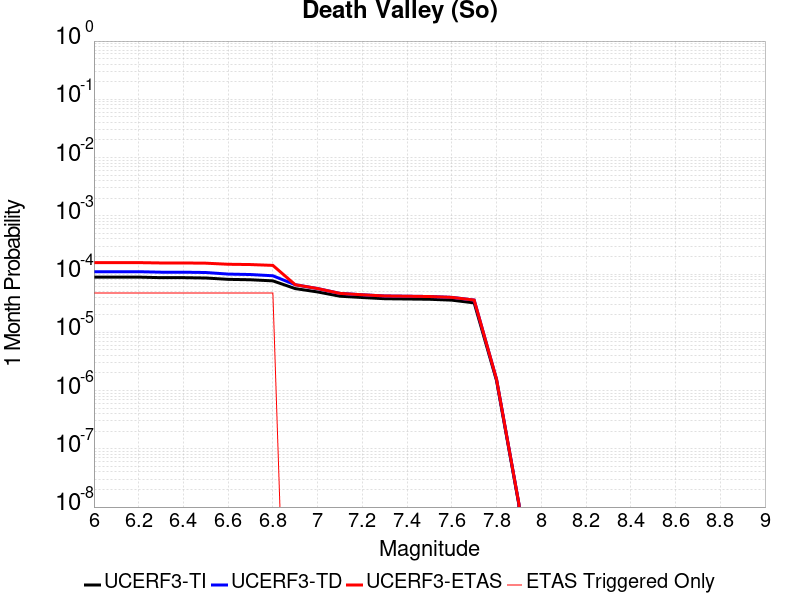 Death Valley (So)
1 Month Probability
10^0
10^-1
10^-2
10^-3
10^-4
10^-5
10^-6
10^-7
10^-8
6 6.2 6.4 6.6 6.8 7 7.2 7.4 7.6 7.8 8 8.2 8.4 8.6 8.8 9
Magnitude
UCERF3-TI UCERF3-TD UCERF3-ETAS ETAS Triggered Only